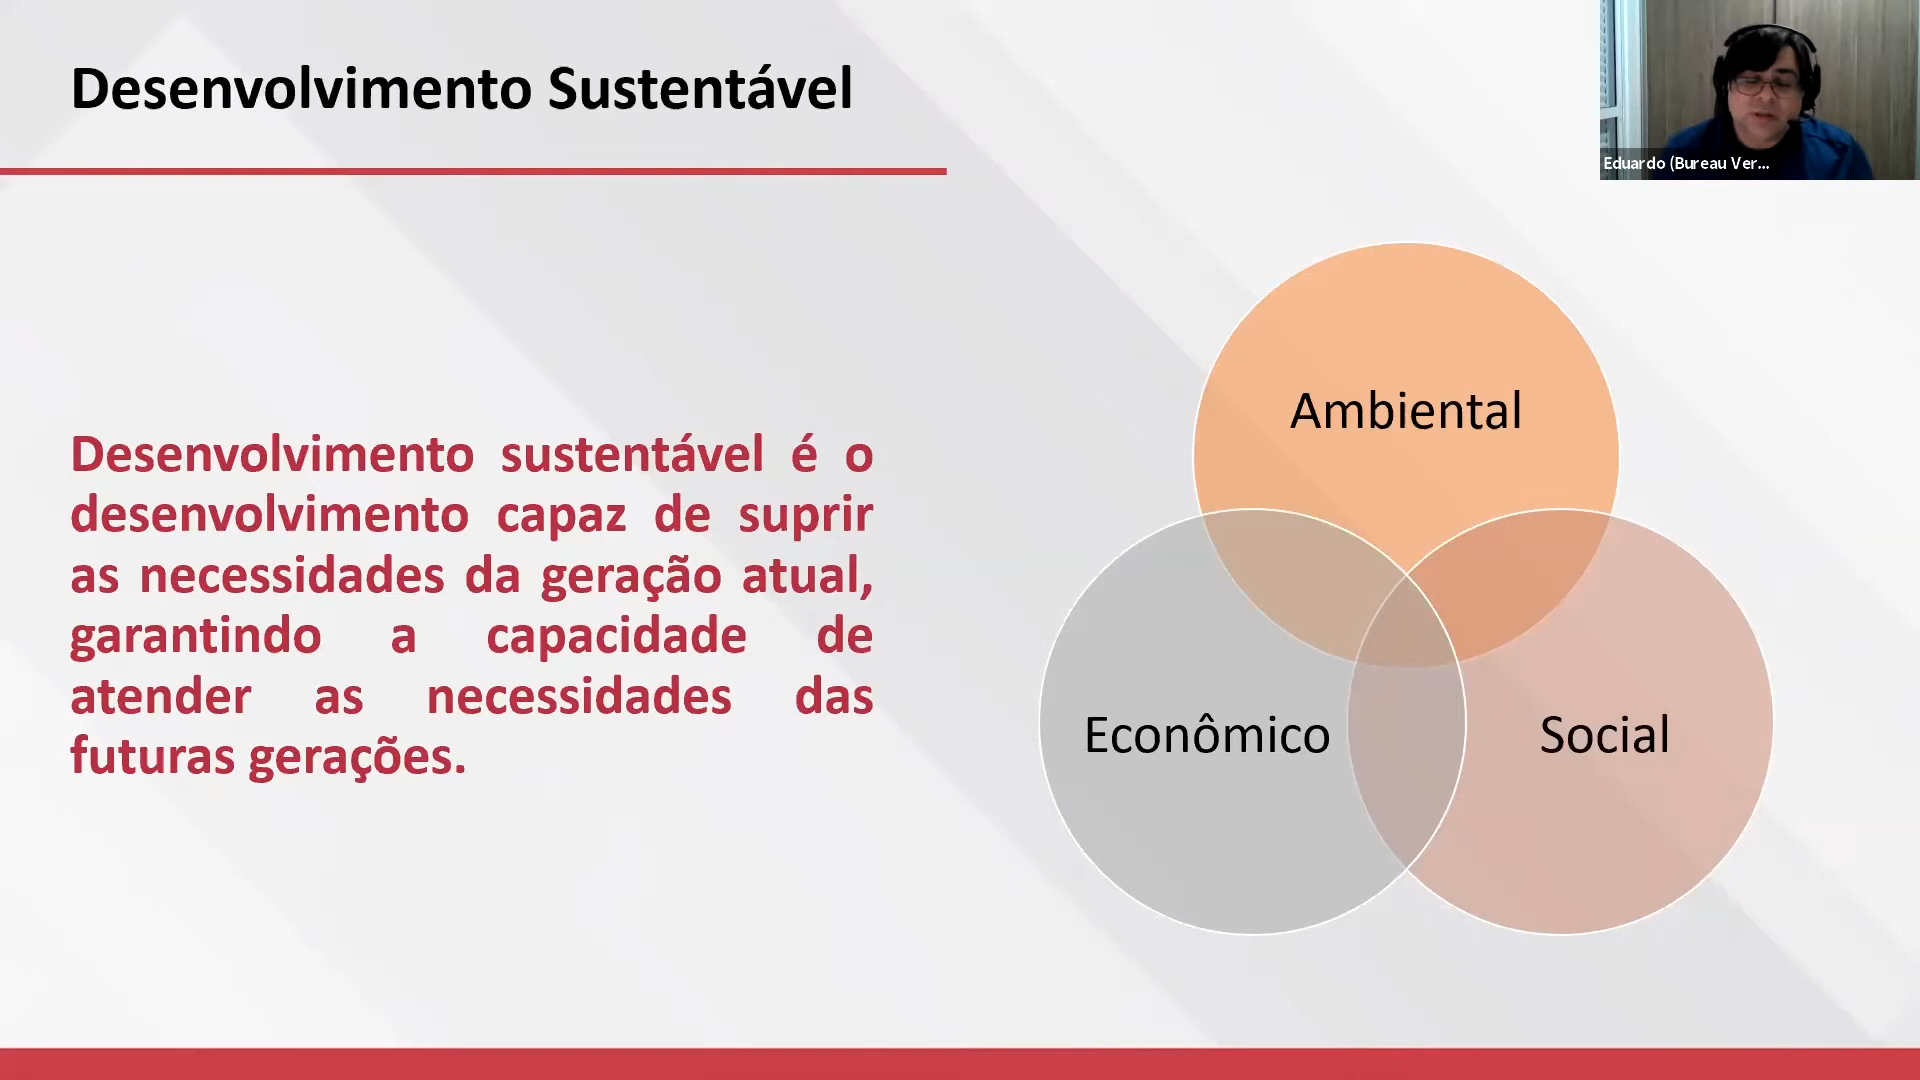 Desenvolvimento Sustentável
Eduardo (Bureau Ver...
Desenvolvimento sustentável é o
desenvolvimento capaz de suprir
as necessidades da geração atual,
garantindo a capacidade de
atender as necessidades das
futuras gerações.
Ambiental
Econômico
Social